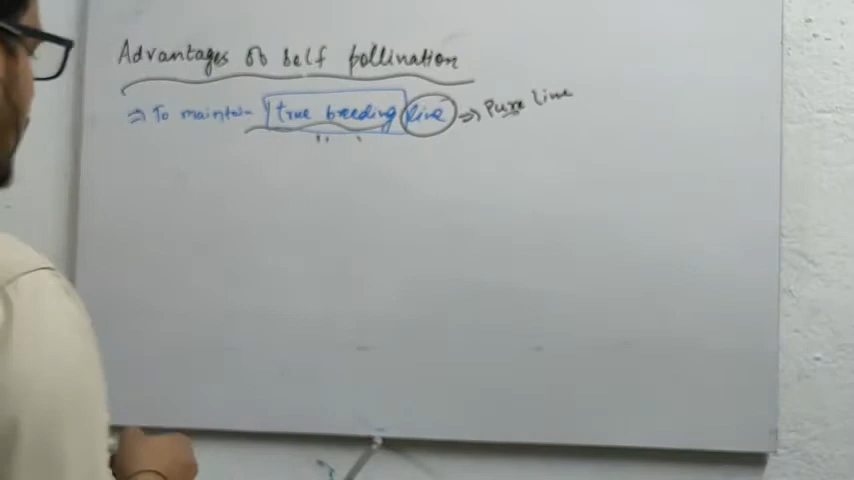 Advantages of self pollination
⇒ To maintain true breeding line ⇒ Pure line